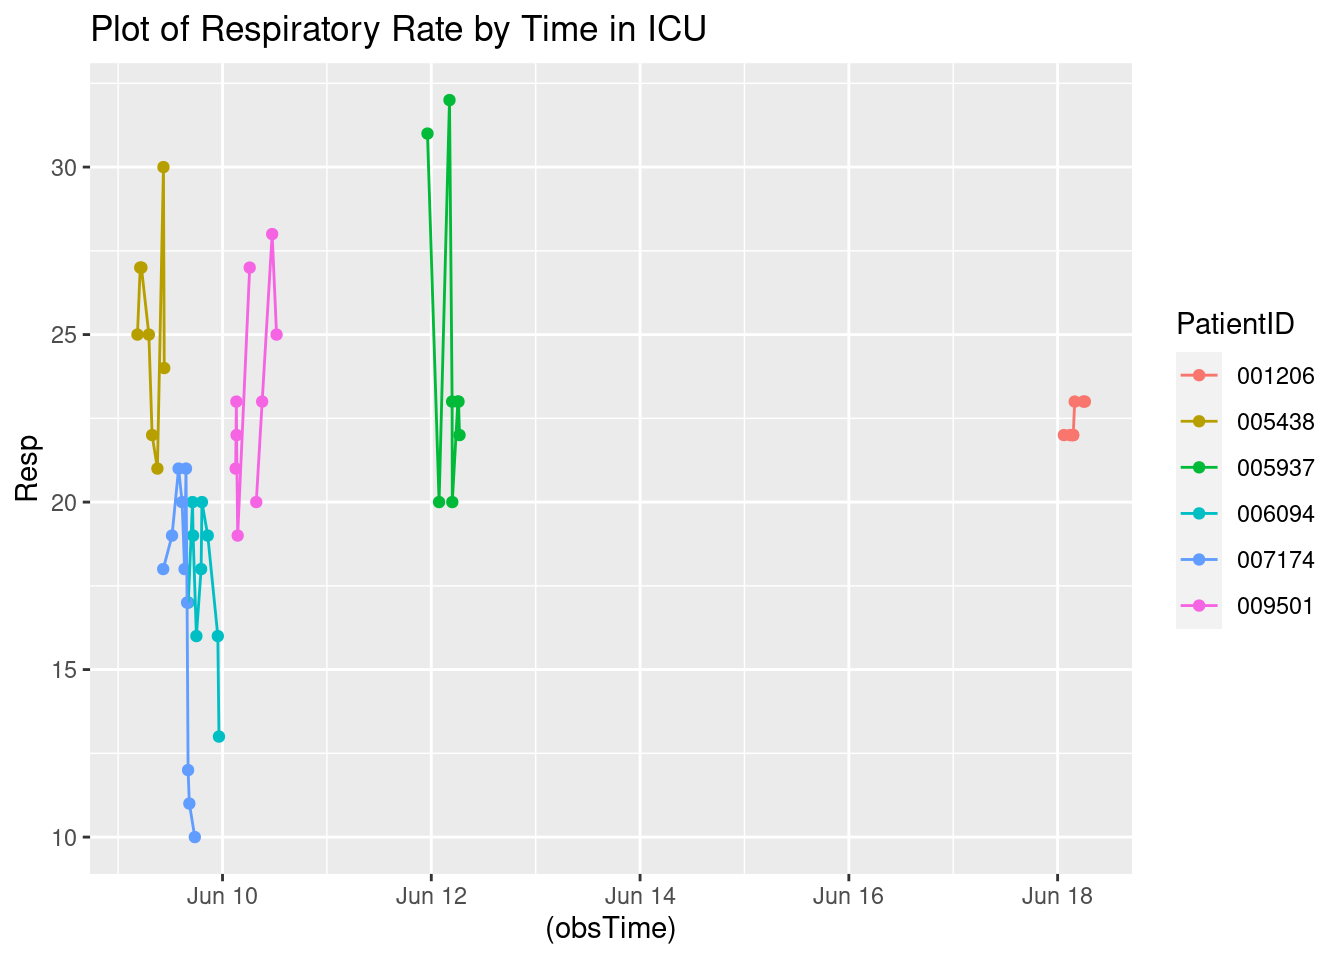 Plot of Respiratory Rate by Time in ICU
30
25
20
15
10
Resp
Jun 10
Jun 12
Jun 14
Jun 16
Jun 18
(obsTime)
PatientID
001206
005438
005937
006094
007174
009501